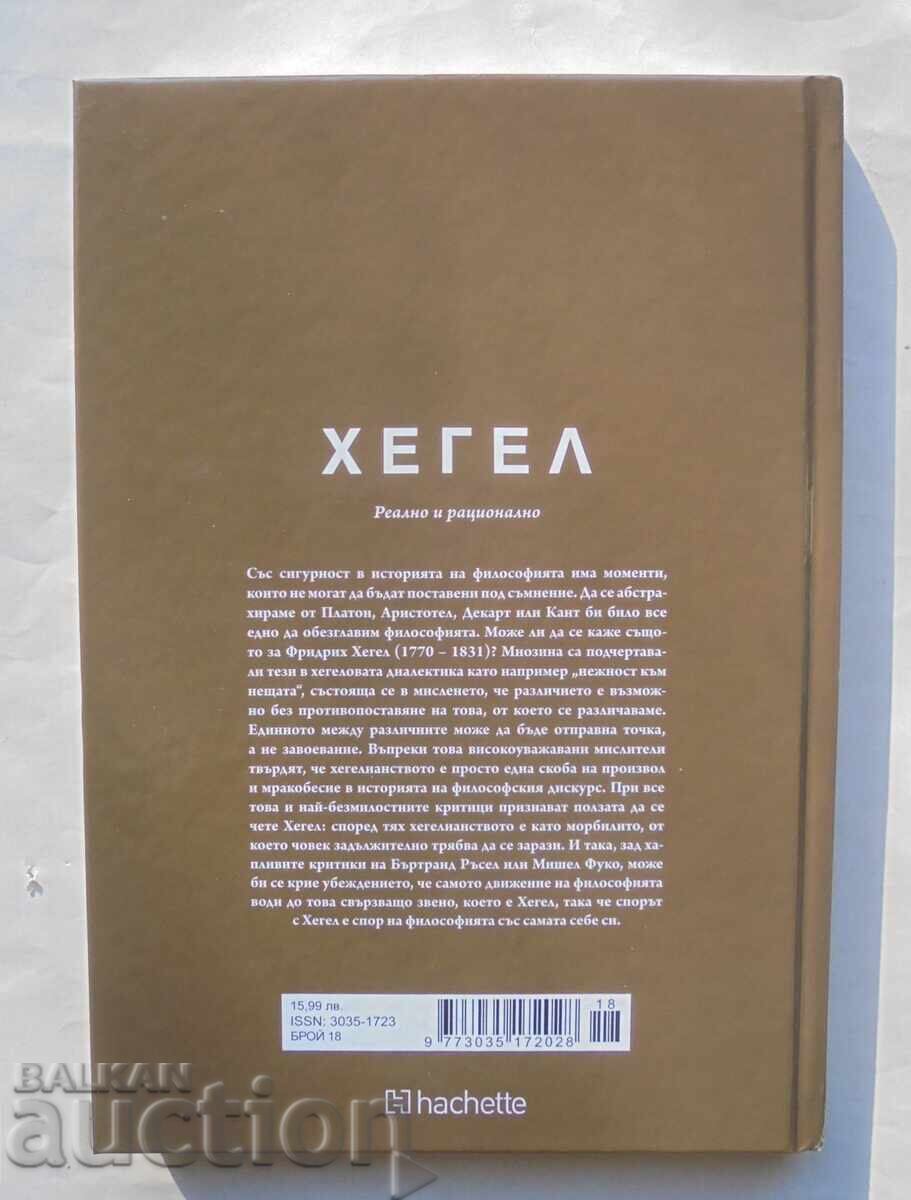 ХЕГЕЛ
Реално и рационално
Със сигурност в историята на философията има моменти,
които не могат да бъдат поставени под съмнение. Да се абстра-
хираме от Платон, Аристотел, Декарт или Кант би било все
едно да обезглавим философията. Може ли да се каже също-
то за Фридрих Хегел (1770 – 1831)? Мнозина са подчертава-
ли тези в хегеловата диалектика като например „нежност към
нещата“, състояща се в мисленето, че различието е възмож-
но без противопоставяне на това, от което се различаваме.
Единното между различните може да бъде отправна точка,
а не завоевание. Въпреки това високоуважавани мислители
твърдят, че хегелианството е просто една скоба на произвол
и мракобесие в историята на философския дискурс. При все
това и най-безмилостните критици признават ползата да се
чете Хегел: според тях хегелианството е като морбилито, от
което човек задължително трябва да се зарази. И така, зад ха-
пливите критики на Бъртранд Ръсел или Мишел Фуко, може
би се крие убеждението, че самото движение на философията
води до това свързващо звено, което е Хегел, така че спорът
с Хегел е спор на философията със самата себе си.
15,99 лв.
ISSN: 3035-1723
БРОЙ 18
18
9 773035 172028
hachette
BALKAN
auction